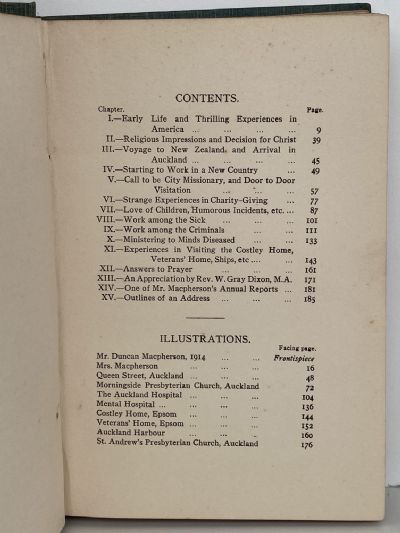 CONTENTS.
Chapter. Page.
I.—Early Life and Thrilling Experiences in
America ... ... ... ... 9
II.—Religious Impressions and Decision for Christ 39
III.—Voyage to New Zealand and Arrival in
Auckland ... ... ... ... 45
IV.—Starting to Work in a New Country ... 49
V.—Call to be City Missionary, and Door to Door
Visitation ... ... ... 57
VI.—Strange Experiences in Charity-Giving ... 77
VII.—Love of Children, Humorous Incidents, etc. ... 87
VIII.—Work among the Sick ... ... ... 101
IX.—Work among the Criminals ... ... 111
X.—Ministering to Minds Diseased ... ... 133
XI.—Experiences in Visiting the Costley Home,
Veterans' Home, Ships, etc .... ... 143
XII.—Answers to Prayer ... ... ... 161
XIII.—An Appreciation by Rev. W. Gray Dixon, M.A. 171
XIV.—One of Mr. Macpherson's Annual Reports ... 181
XV.—Outlines of an Address ... ... ... 185
ILLUSTRATIONS.
Facing page.
Mr. Duncan Macpherson, 1914 ... ... Frontispiece
Mrs. Macpherson ... ... ... 16
Queen Street, Auckland ... ... ... 48
Morningside Presbyterian Church, Auckland 72
The Auckland Hospital ... ... ... 104
Mental Hospital ... ... ... ... 136
Costley Home, Epsom ... ... ... 144
Veterans' Home, Epsom ... ... ... 152
Auckland Harbour ... ... ... 160
St. Andrew's Presbyterian Church, Auckland 176